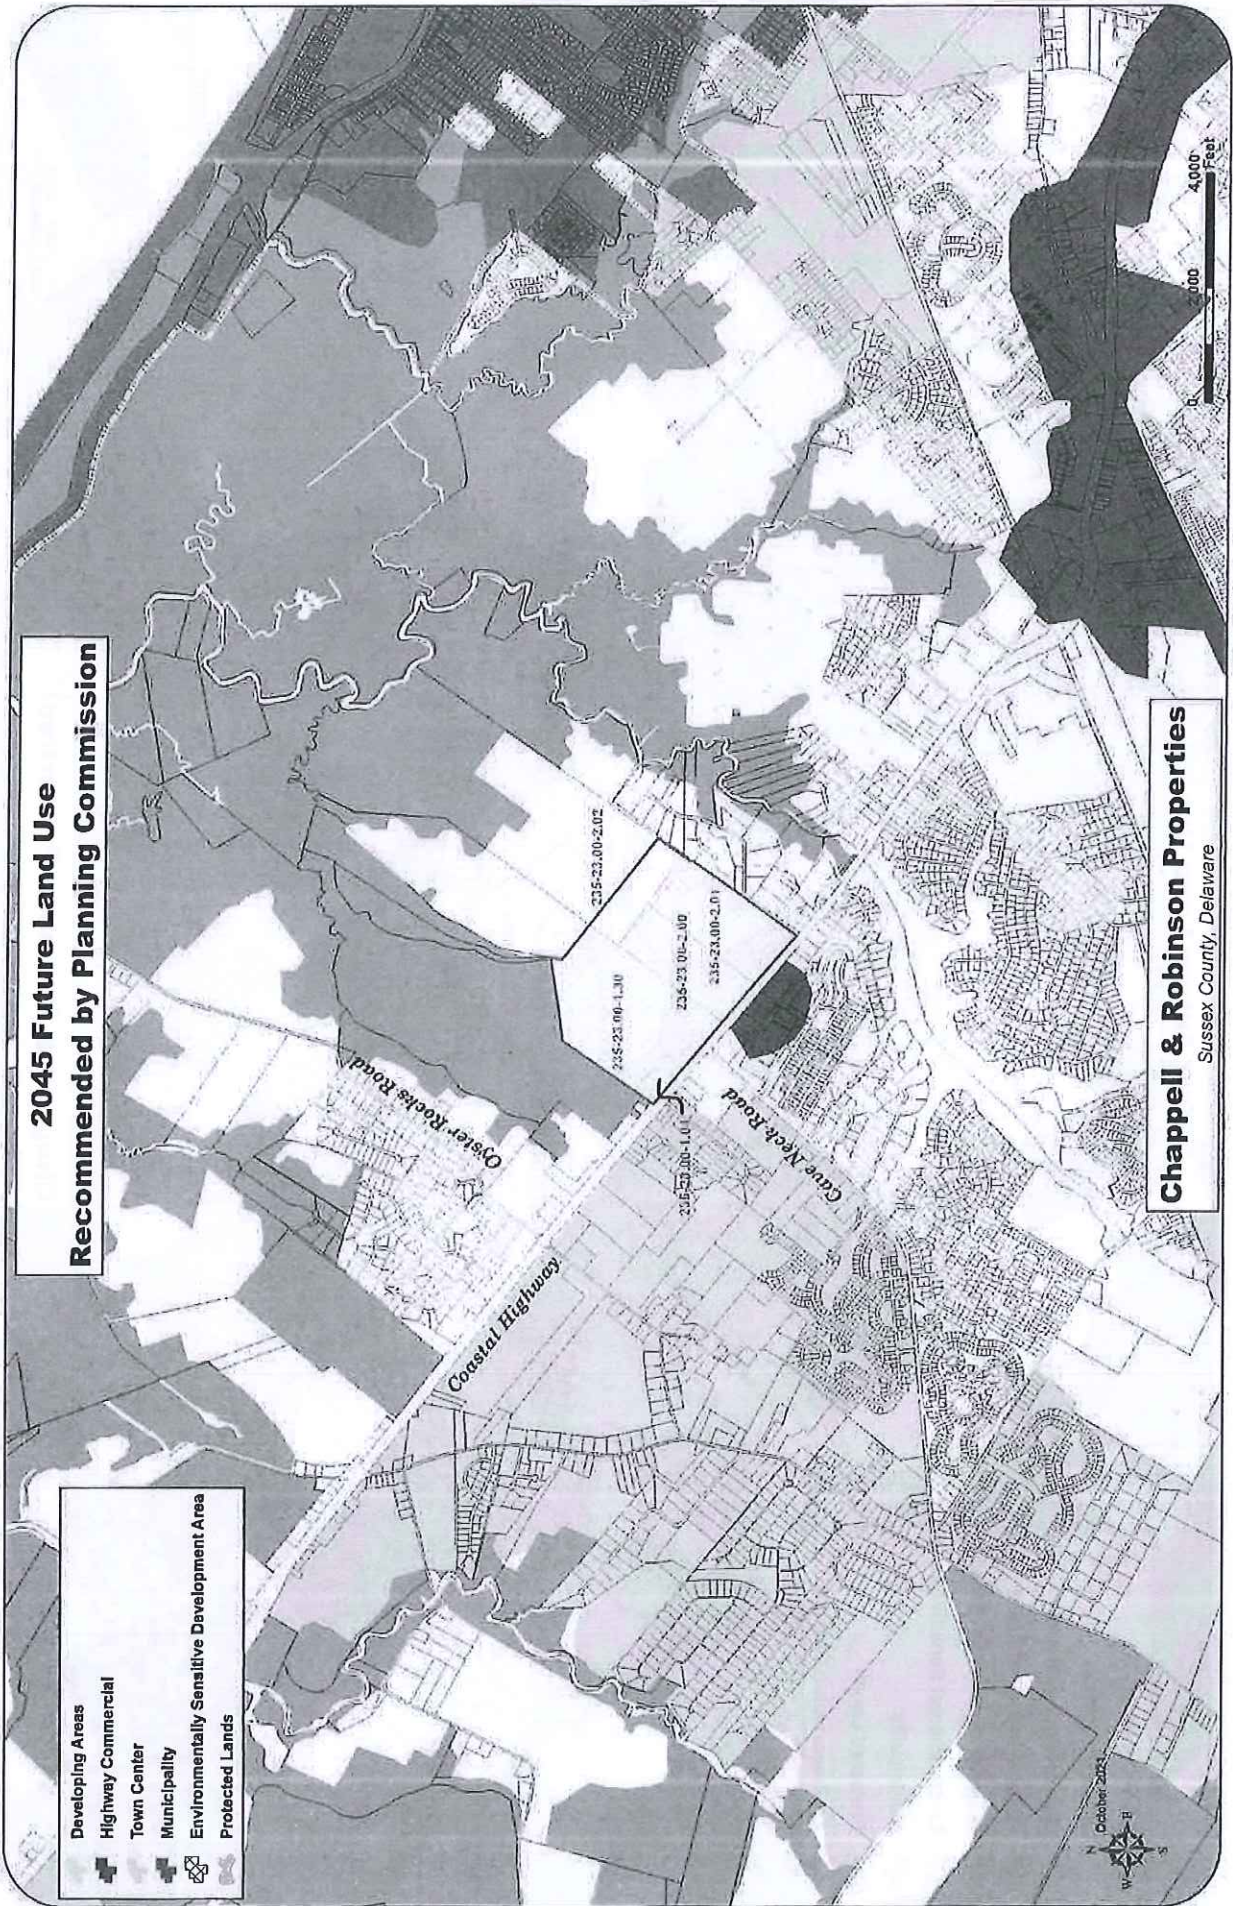 2045 Future Land Use
Recommended by Planning Commission
Developing Areas
Highway Commercial
Town Center
Municipality
Environmentally Sensitive Development Area
Protected Lands
Oyster Rocks Road
Coastal Highway
Cave Neck Road
235-23.00-2.02
235-23.00-1.30
235-23.00-2.00
235-23.00-2.01
Chappell & Robinson Properties
Sussex County, Delaware
N
W
E
S
0
2,000
4,000
Feet